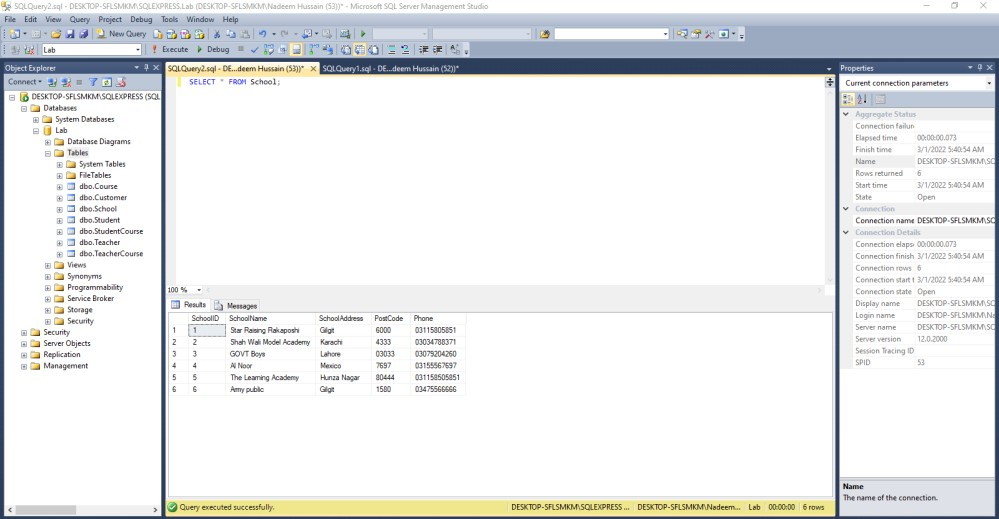 SQLQuery2.sql - DESKTOP-SFLSMKM\SQLEXPRESS.Lab (DESKTOP-SFLSMKM\Nadeem Hussain (53))* - Microsoft SQL Server Management Studio
File Edit View Query Project Debug Tools Window Help
New Query
Lab Execute Debug
Object Explorer
Connect
DESKTOP-SFLSMKM\SQLEXPRESS (SQL
Databases
System Databases
Lab
Database Diagrams
Tables
System Tables
FileTables
dbo.Course
dbo.Customer
dbo.School
dbo.Student
dbo.StudentCourse
dbo.Teacher
dbo.TeacherCourse
Views
Synonyms
Programmability
Service Broker
Storage
Security
Security
Server Objects
Replication
Management
SQLQuery2.sql - DE...deem Hussain (53))* SQLQuery1.sql - DE...deem Hussain (52))*
SELECT * FROM School;
100 %
Results Messages
SchoolID SchoolName SchoolAddress PostCode Phone
1 1 Star Raising Rakaposhi Gilgit 6000 03115805851
2 2 Shah Wali Model Academy Karachi 4333 03034788371
3 3 GOVT Boys Lahore 03033 03079204260
4 4 Al Noor Mexico 7697 03155567697
5 5 The Learning Academy Hunza Nagar 80444 031158505851
6 6 Army public Gilgit 1580 03475566666
Query executed successfully. DESKTOP-SFLSMKM\SQLEXPRESS ... DESKTOP-SFLSMKM\Nadeem... Lab 00:00:00 6 rows
Properties
Current connection parameters
Aggregate Status
Connection failur
Elapsed time 00:00:00.073
Finish time 3/1/2022 5:40:54 AM
Name DESKTOP-SFLSMKM\SQ
Rows returned 6
Start time 3/1/2022 5:40:54 AM
State Open
Connection
Connection name DESKTOP-SFLSMKM\SQ
Connection Details
Connection elaps 00:00:00.073
Connection finish 3/1/2022 5:40:54 AM
Connection rows 6
Connection start t 3/1/2022 5:40:54 AM
Connection state Open
Display name DESKTOP-SFLSMKM\SQ
Login name DESKTOP-SFLSMKM\Na
Server name DESKTOP-SFLSMKM\SQ
Server version 12.0.2000
Session Tracing ID
SPID 53
Name
The name of the connection.